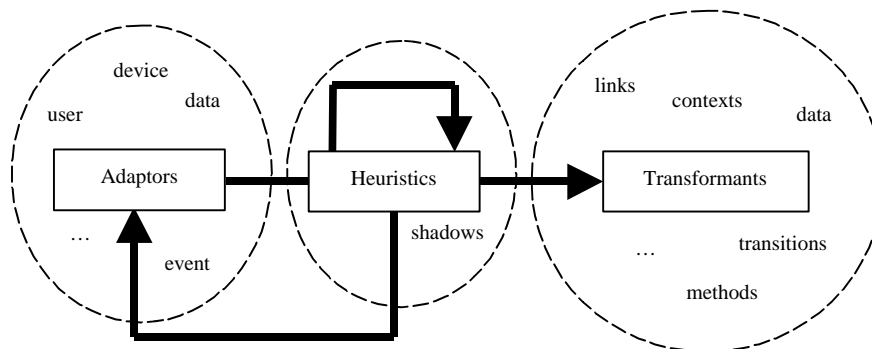 device
user
data
Adaptors
…
event
Heuristics
shadows
links
contexts
data
Transformants
…
transitions
methods